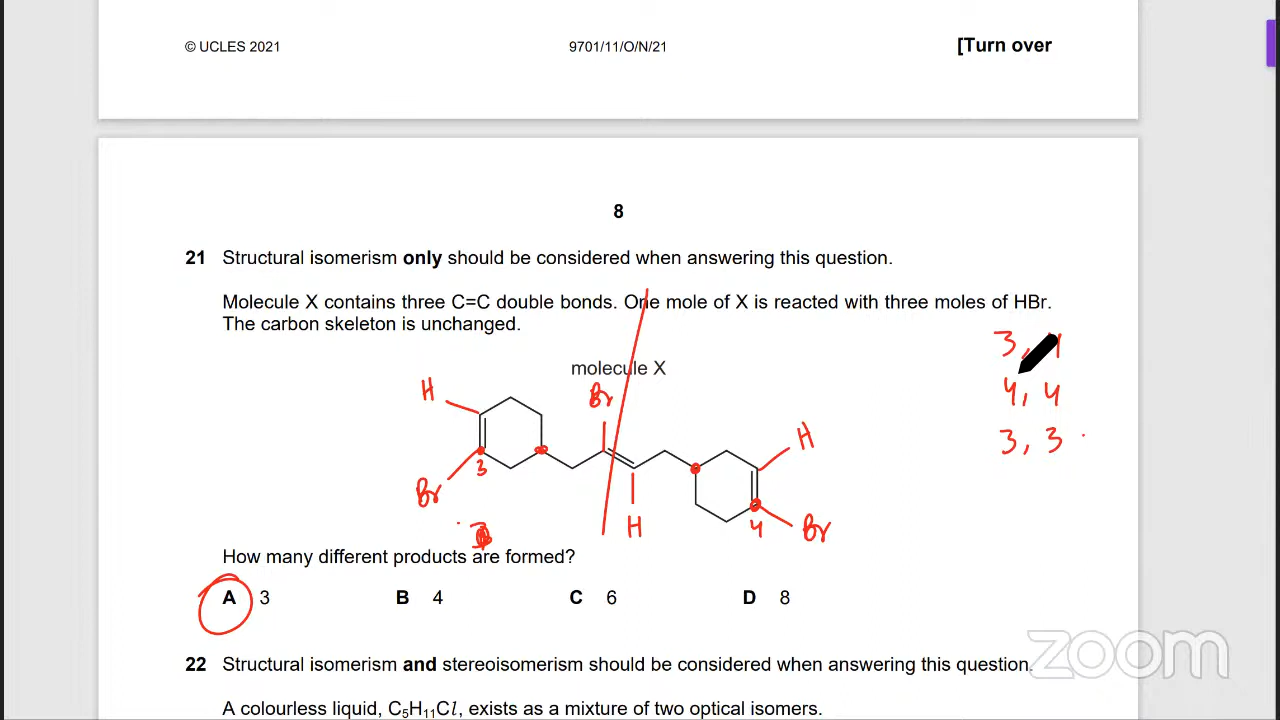 © UCLES 2021 9701/11/O/N/21 [Turn over
8
21 Structural isomerism only should be considered when answering this question.
Molecule X contains three C=C double bonds. One mole of X is reacted with three moles of HBr.
The carbon skeleton is unchanged.
3,
4, 4
3, 3
molecule X
H
Br
H
3
Br
H
4
Br
How many different products are formed?
A 3 B 4 C 6 D 8
22 Structural isomerism and stereoisomerism should be considered when answering this question.
A colourless liquid, C₅H₁₁Cl, exists as a mixture of two optical isomers.
zoom